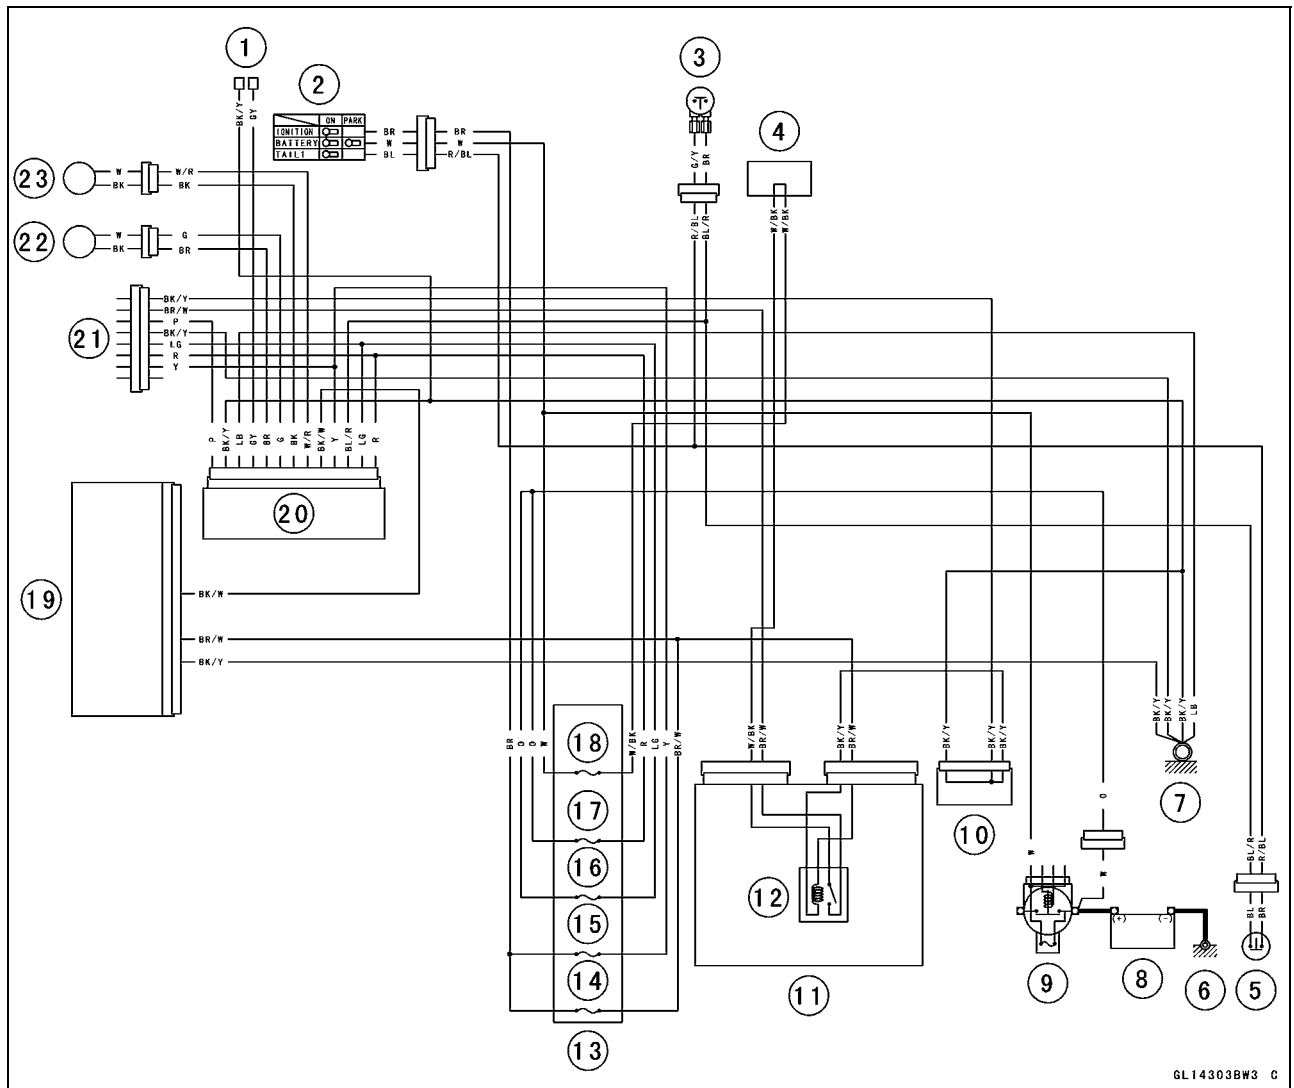 1
2
ON PARK
IGNITION
BATTERY
TAIL1
BR
W
BL
BR
W
R/BL
BK/Y
GY
3
G/Y
BR
R/BL
BL/R
4
W/BK
W/BK
23
W
BK
W/R
BK
22
W
BK
G
BR
21
BK/Y
BR/W
P
BK/Y
LG
R
Y
P
BK/Y
LB
GY
BR
G
BK
W/R
BK/W
Y
BL/R
LG
R
20
19
BK/W
BR/W
BK/Y
BR
O
O
W
18
17
16
15
14
13
W/BK
R
LG
Y
BR/W
W/BK
BR/W
BK/Y
BR/W
12
11
BK/Y
BK/Y
BK/Y
10
BK/Y
BK/Y
BK/Y
LB
7
O
W
W
9
(+)
(-)
8
6
BL/R
R/BL
BL
BR
5
GL14303BW3 C